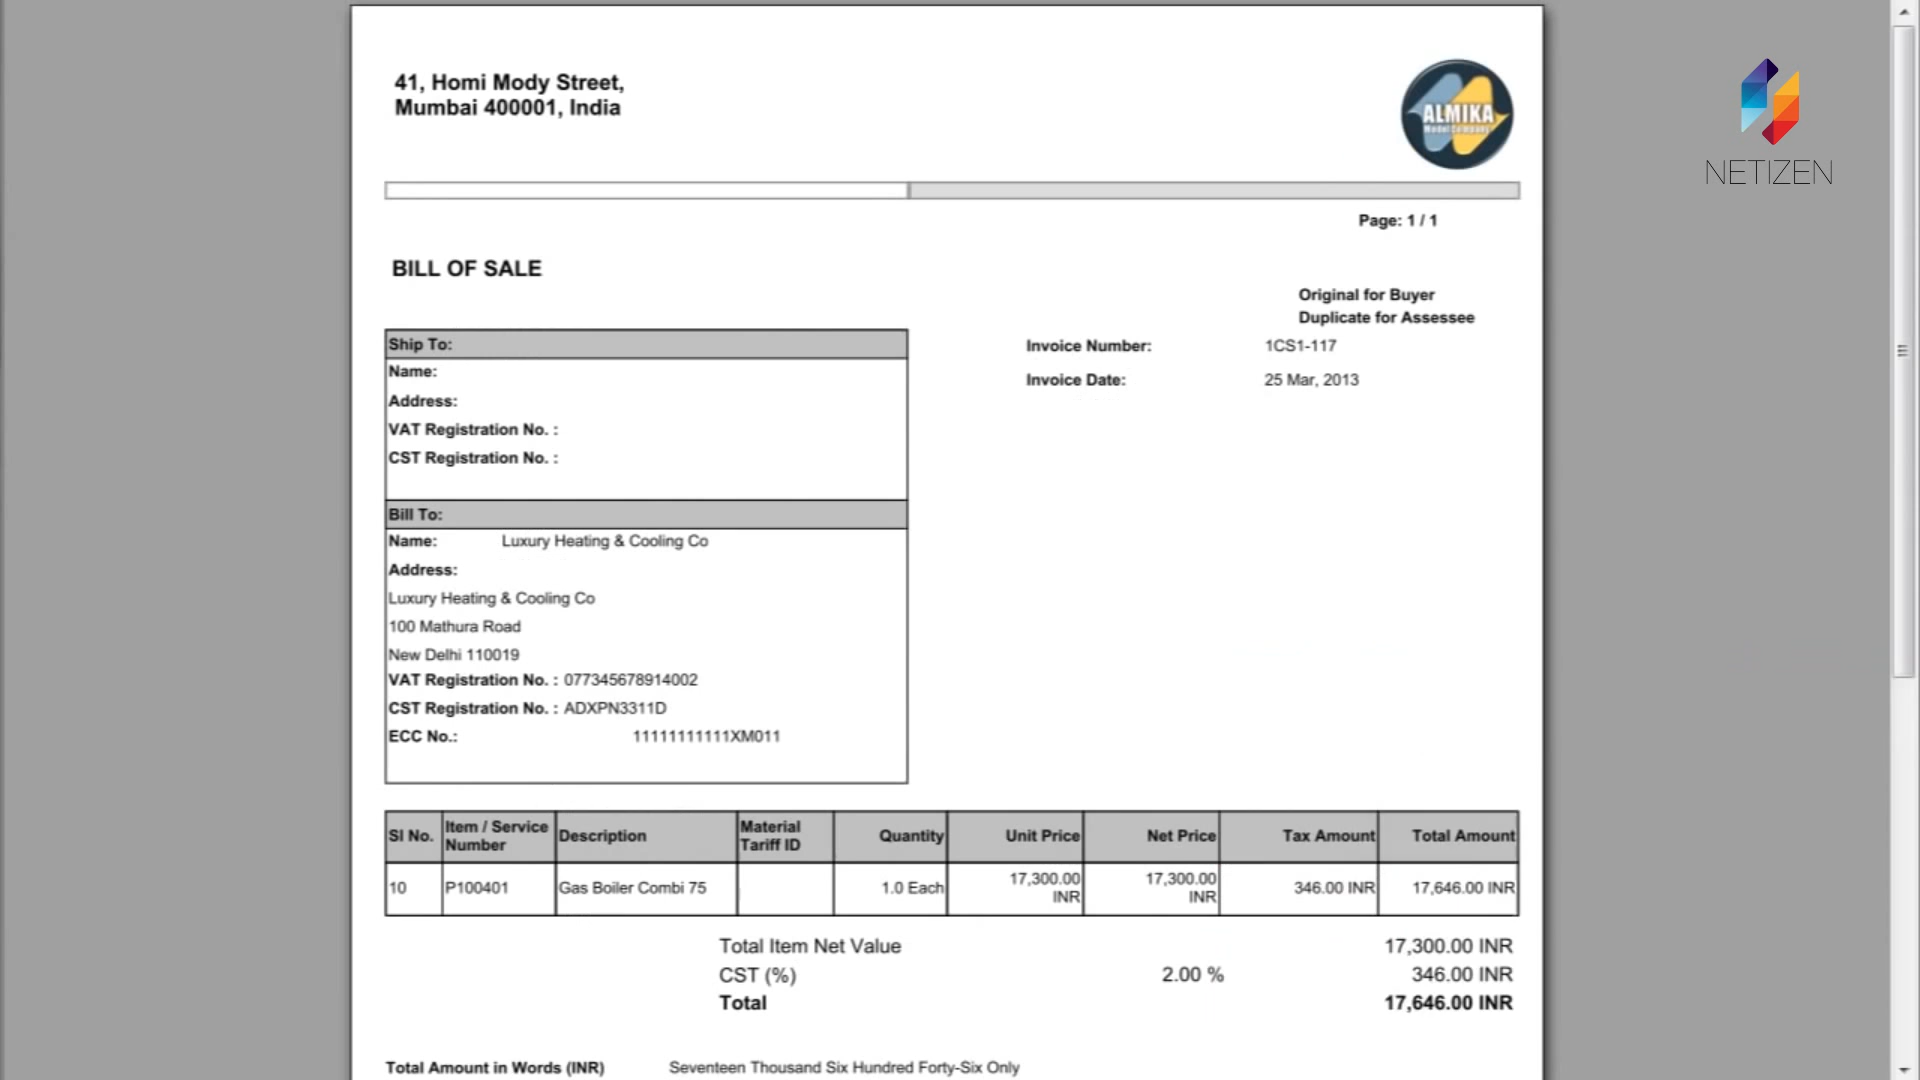 41, Homi Mody Street,
Mumbai 400001, India
ALMIKA
Model Company
NETIZEN
Page: 1 / 1
BILL OF SALE
Original for Buyer
Duplicate for Assessee
Invoice Number: 1CS1-117
Invoice Date: 25 Mar, 2013
Ship To:
Name:
Address:
VAT Registration No. :
CST Registration No. :
Bill To:
Name: Luxury Heating & Cooling Co
Address:
Luxury Heating & Cooling Co
100 Mathura Road
New Delhi 110019
VAT Registration No. : 077345678914002
CST Registration No. : ADXPN3311D
ECC No.: 11111111111XM011
SI No. Item / Service Number Description Material Tariff ID Quantity Unit Price Net Price Tax Amount Total Amount
10 P100401 Gas Boiler Combi 75 1.0 Each 17,300.00 INR 17,300.00 INR 346.00 INR 17,646.00 INR
Total Item Net Value 17,300.00 INR
CST (%) 2.00 % 346.00 INR
Total 17,646.00 INR
Total Amount in Words (INR) Seventeen Thousand Six Hundred Forty-Six Only